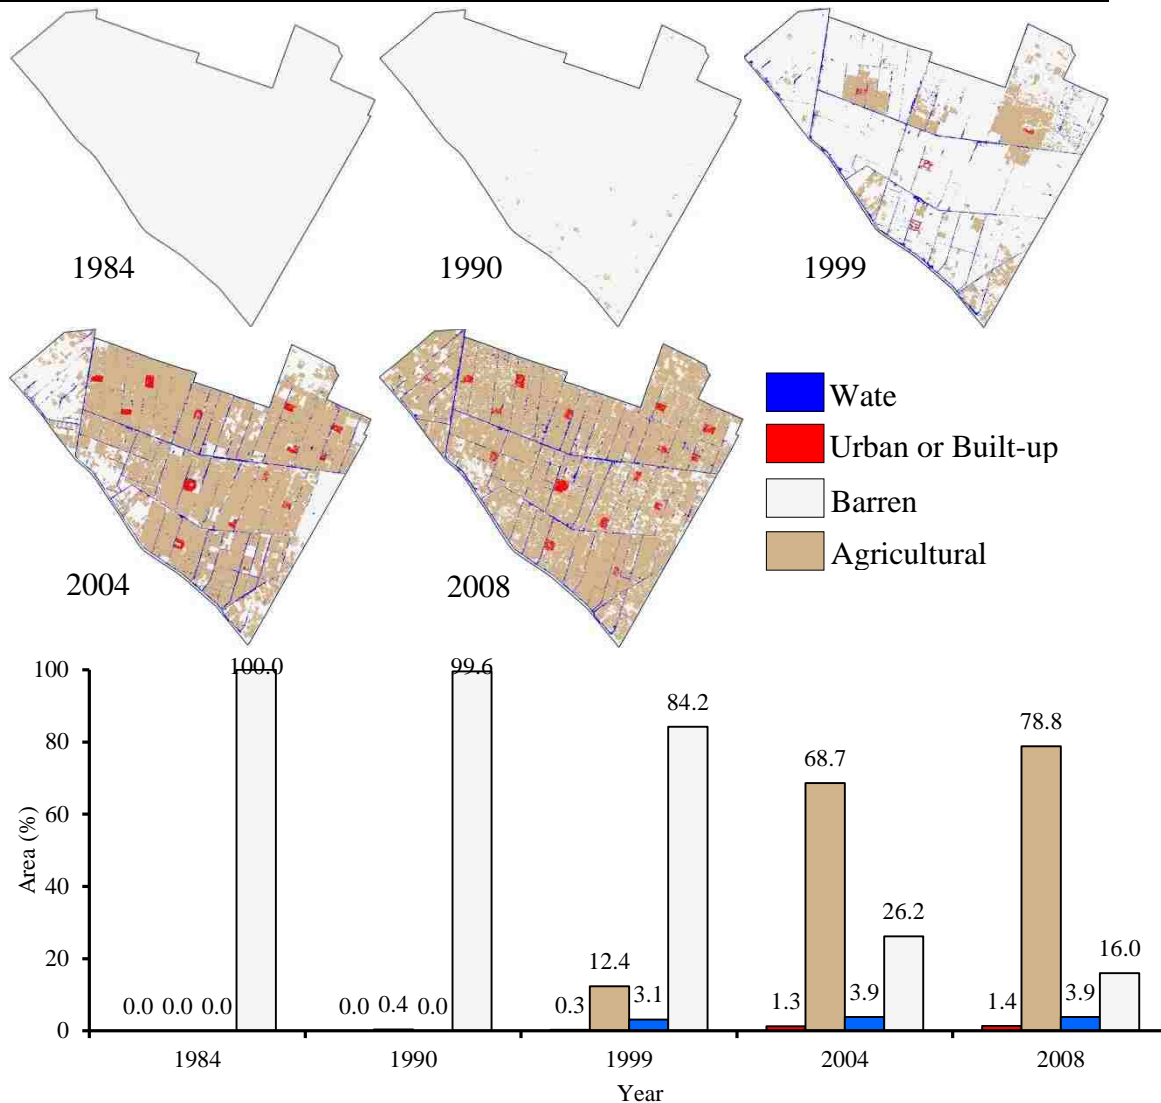 1984
1990
1999
2004
2008
Wate
Urban or Built-up
Barren
Agricultural
100
80
60
40
20
0
Area (%)
0.0 0.0 0.0 100.0
0.0 0.4 0.0 99.6
0.3 12.4 3.1 84.2
1.3 68.7 3.9 26.2
1.4 78.8 3.9 16.0
1984 1990 1999 2004 2008
Year